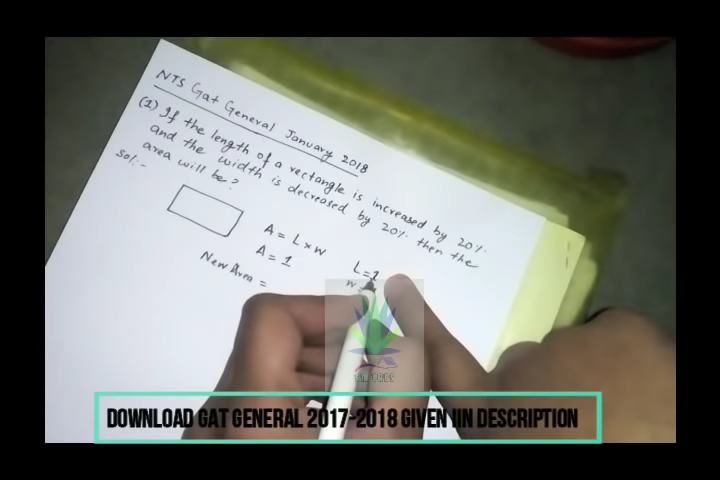 NTS Gat General January 2018
(1) If the length of a rectangle is increased by 20%
and the width is decreased by 20% then the
area will be?
Sol:-
A = L x W
A = 1
L = 1
W =
New Area =
DOWNLOAD GAT GENERAL 2017-2018 GIVEN IIN DESCRIPTION